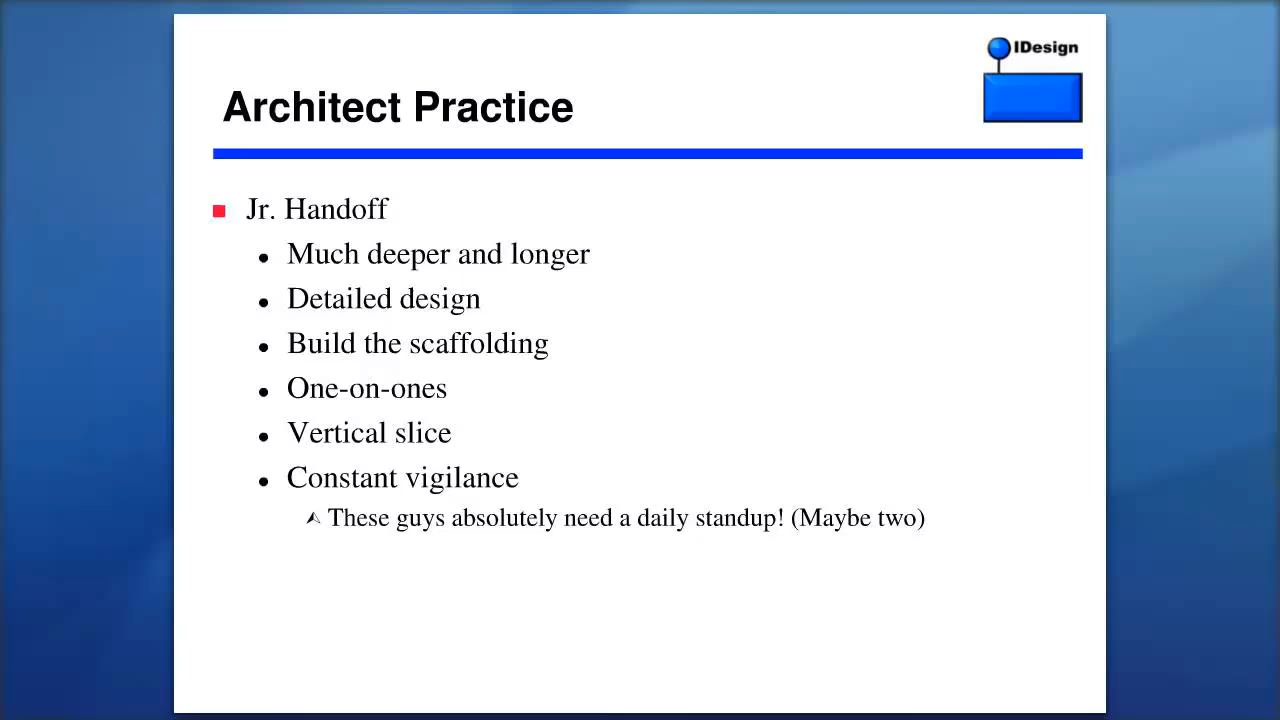 IDesign
Architect Practice
Jr. Handoff
Much deeper and longer
Detailed design
Build the scaffolding
One-on-ones
Vertical slice
Constant vigilance
These guys absolutely need a daily standup! (Maybe two)